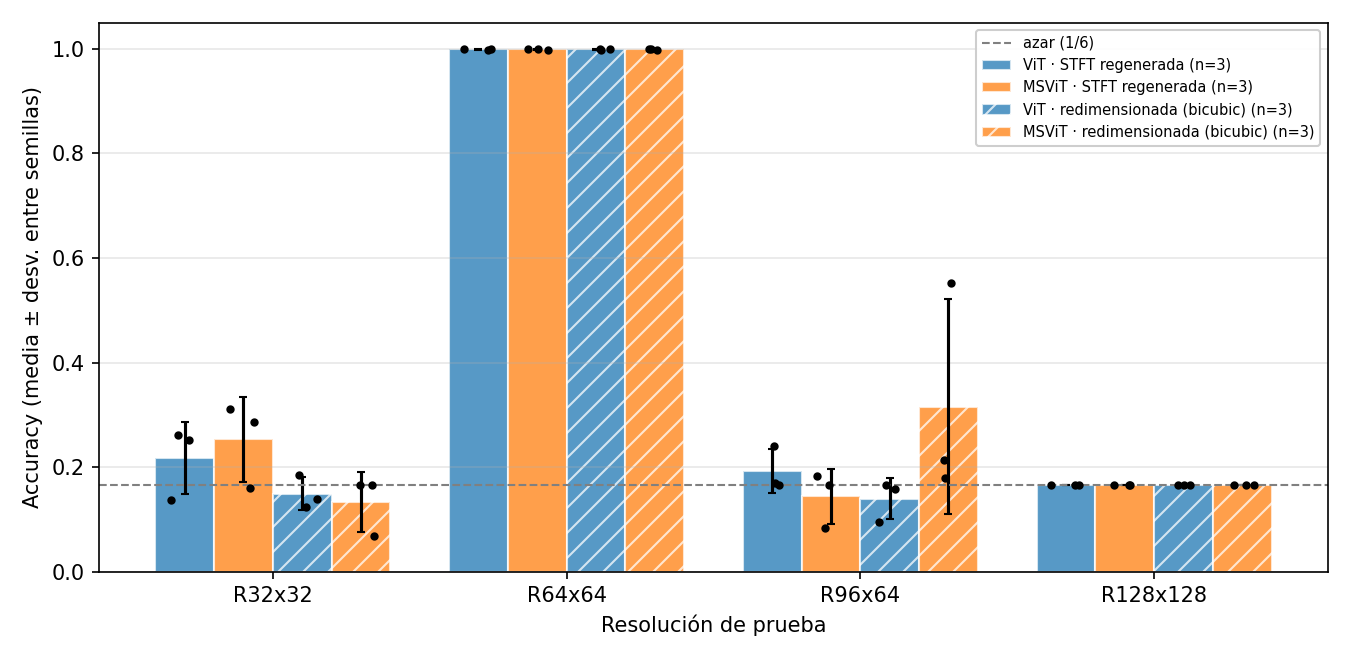 1.0
0.8
0.6
0.4
0.2
0.0
Accuracy (media ± desv. entre semillas)
azar (1/6)
ViT · STFT regenerada (n=3)
MSViT · STFT regenerada (n=3)
ViT · redimensionada (bicubic) (n=3)
MSViT · redimensionada (bicubic) (n=3)
R32x32
R64x64
R96x64
R128x128
Resolución de prueba